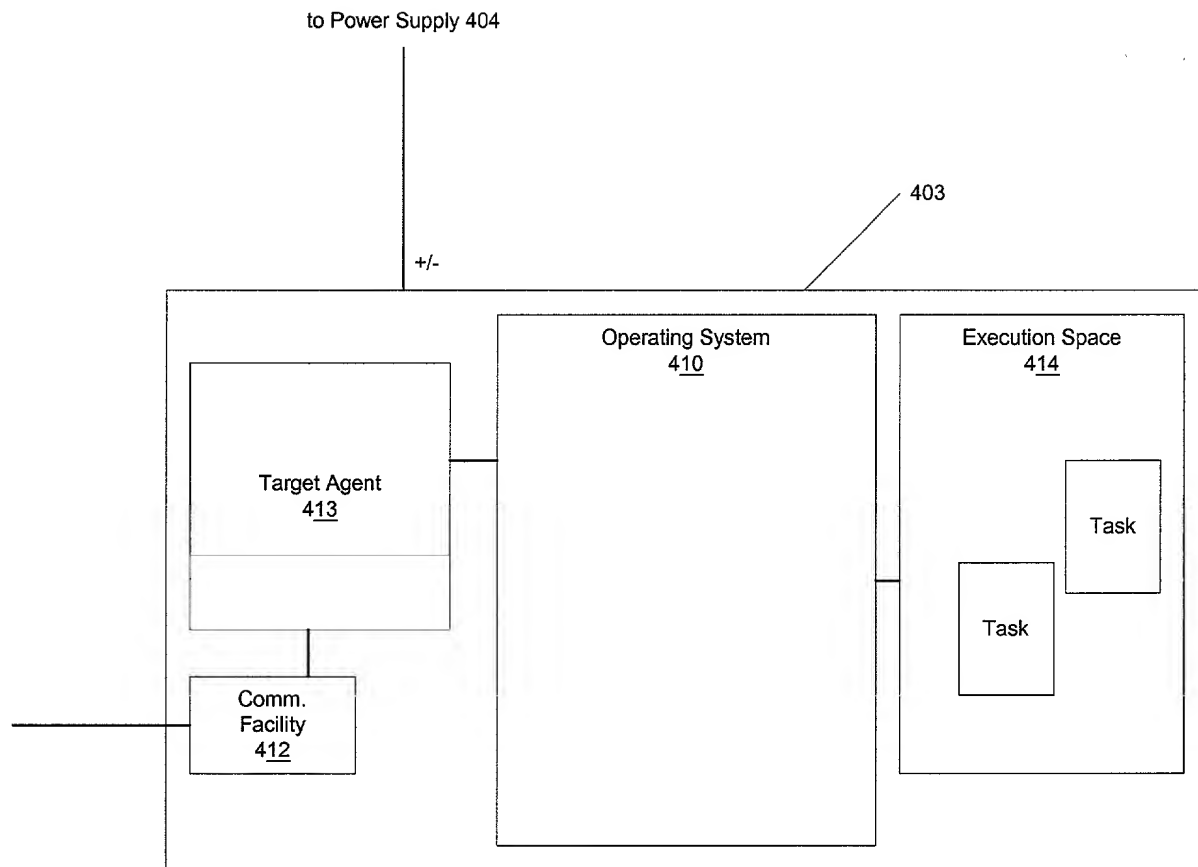 to Power Supply 404
403
+/-
Operating System
410
Execution Space
414
Target Agent
413
Task
Task
Comm.
Facility
412